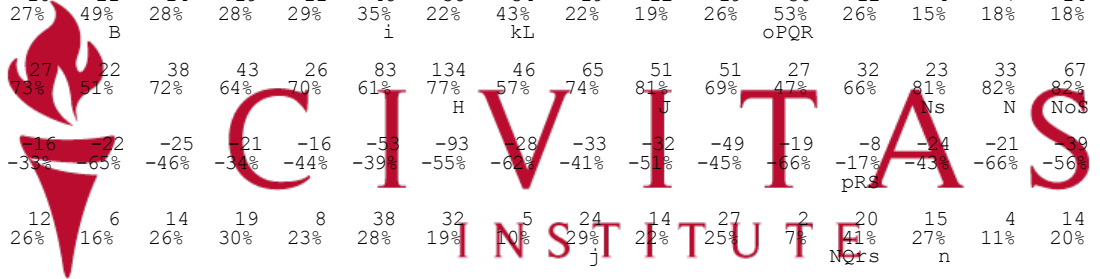 27% 49% 28% 28% 29% 35% 22% 43% 22% 19% 26% 53% 26% 15% 18% 18%
B i kL oPQR
27 22 38 43 26 83 134 46 65 51 51 27 32 23 33 67
73% 51% 72% 64% 70% 61% 77% 57% 74% 81% 69% 47% 66% 81% 82% 82%
H J Ns N NoS
CIVITAS
-16 -22 -25 -21 -16 -53 -93 -28 -33 -32 -49 -19 -8 -24 -21 -39
-33% -65% -46% -34% -44% -39% -55% -62% -41% -51% -45% -66% -17% -43% -66% -56%
pRS
12 6 14 19 8 38 32 5 24 14 27 2 20 15 4 14
26% 16% 26% 30% 23% 28% 19% 10% 29% 22% 25% 7% 41% 27% 11% 20%
INSTITUTE
j NQrs n